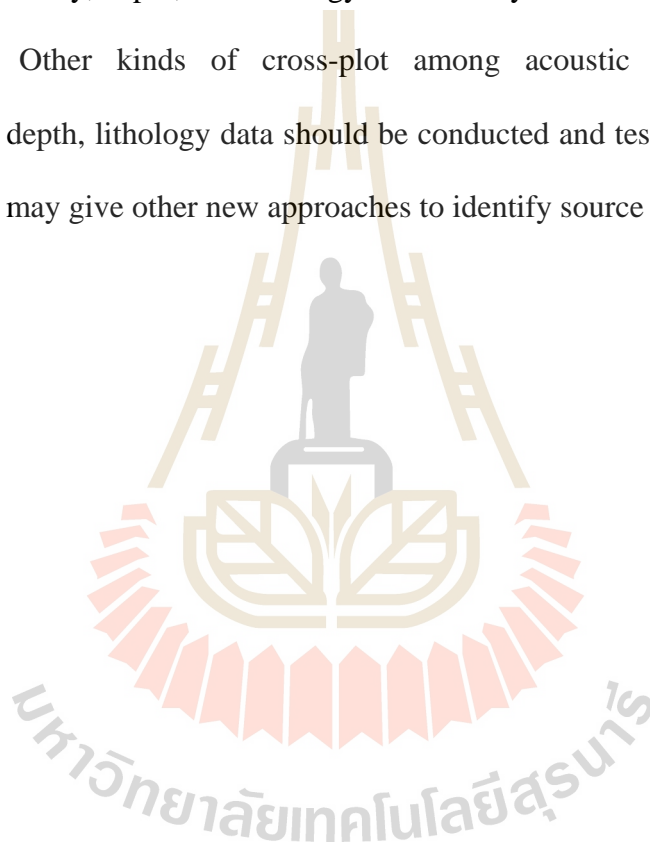 Other kinds of cross-plot among acoustic
depth, lithology data should be conducted and tes
may give other new approaches to identify source
มหาวิทยาลัยเทคโนโลยีสุรนารี